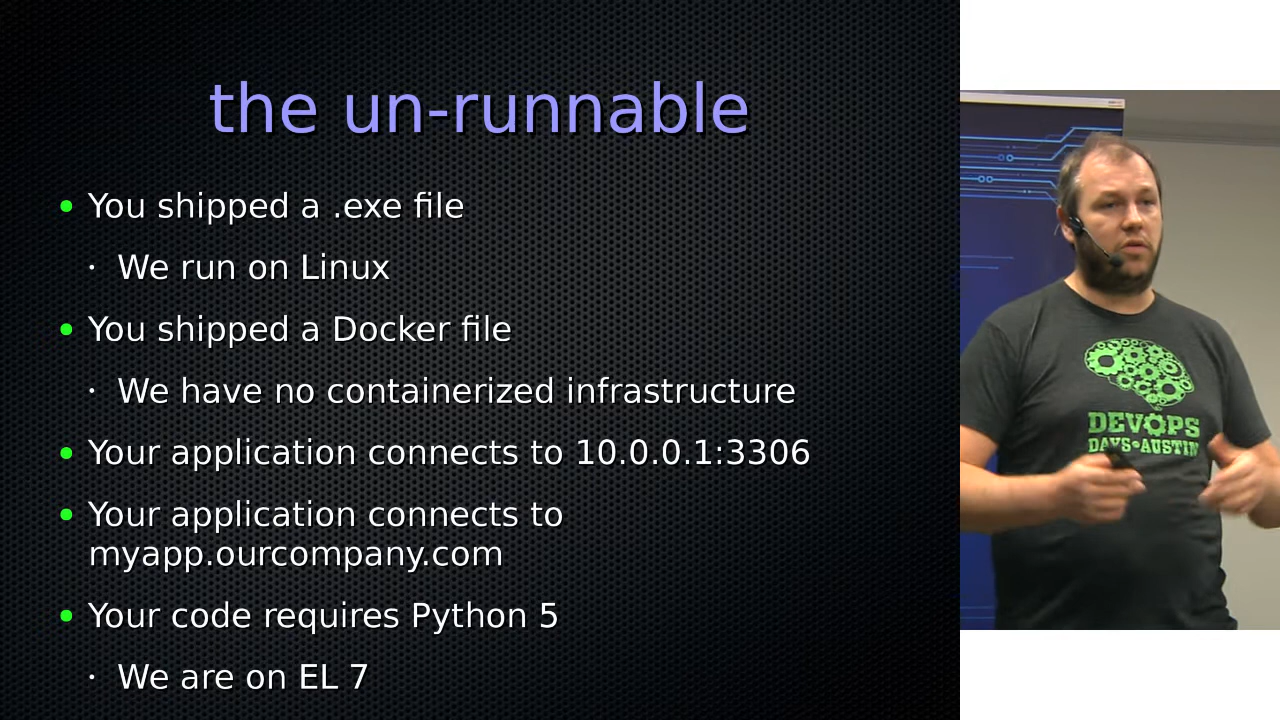 the un-runnable
You shipped a .exe file
We run on Linux
You shipped a Docker file
We have no containerized infrastructure
Your application connects to 10.0.0.1:3306
Your application connects to
myapp.ourcompany.com
Your code requires Python 5
We are on EL 7
DEVOPS
DAYS•AUSTIN